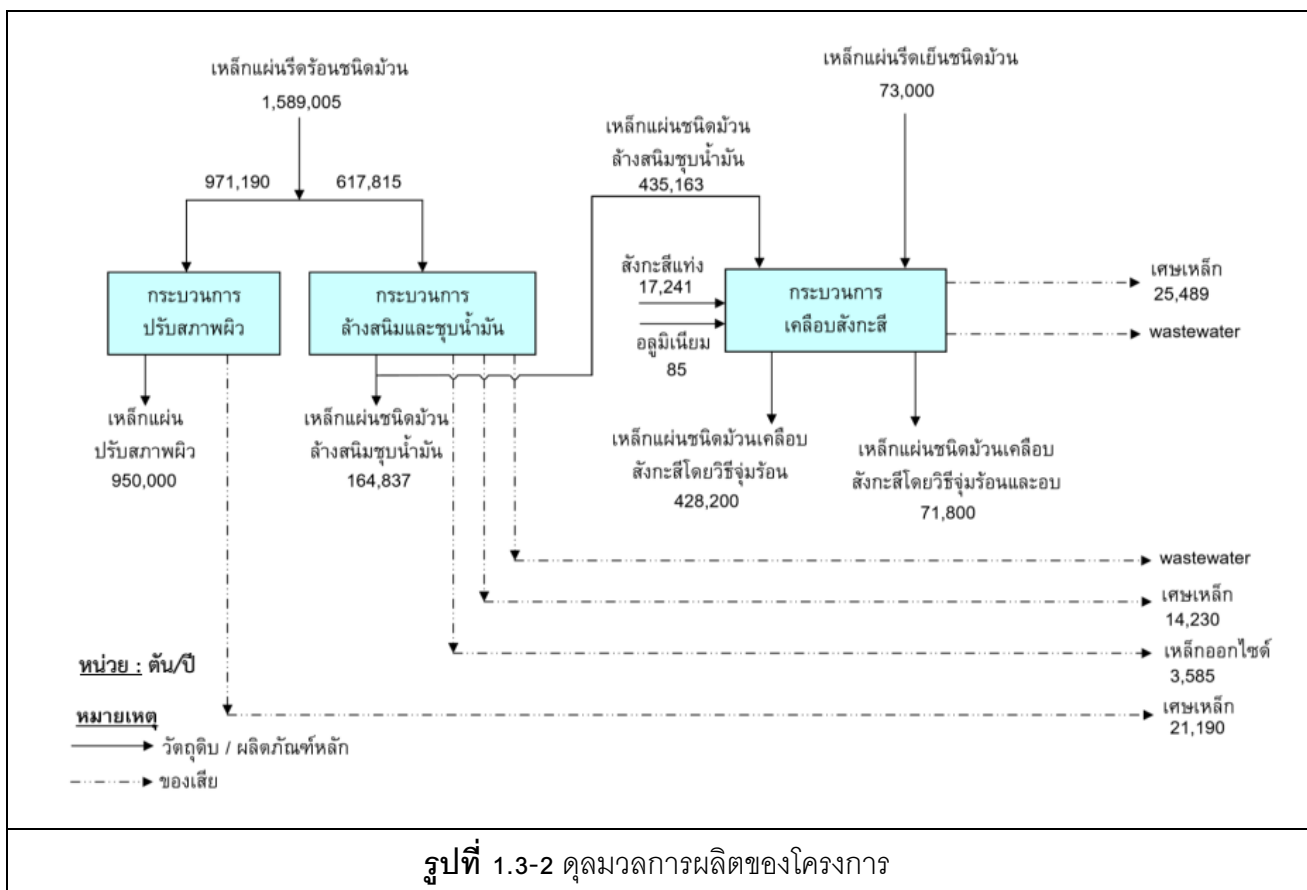 เหล็กแผ่นรีดร้อนชนิดม้วน
1,589,005
เหล็กแผ่นรีดเย็นชนิดม้วน
73,000
เหล็กแผ่นชนิดม้วน
ล้างสนิมชุบน้ำมัน
435,163
971,190
617,815
กระบวนการ
ปรับสภาพผิว
กระบวนการ
ล้างสนิมและชุบน้ำมัน
สังกะสีแท่ง
17,241
อลูมิเนียม
85
กระบวนการ
เคลือบสังกะสี
เศษเหล็ก
25,489
wastewater
เหล็กแผ่น
ปรับสภาพผิว
950,000
เหล็กแผ่นชนิดม้วน
ล้างสนิมชุบน้ำมัน
164,837
เหล็กแผ่นชนิดม้วนเคลือบ
สังกะสีโดยวิธีจุ่มร้อน
428,200
เหล็กแผ่นชนิดม้วนเคลือบ
สังกะสีโดยวิธีจุ่มร้อนและอบ
71,800
wastewater
เศษเหล็ก
14,230
เหล็กออกไซด์
3,585
เศษเหล็ก
21,190
หน่วย : ตัน/ปี
หมายเหตุ
วัตถุดิบ / ผลิตภัณฑ์หลัก
ของเสีย
รูปที่ 1.3-2 ดุลมวลการผลิตของโครงการ